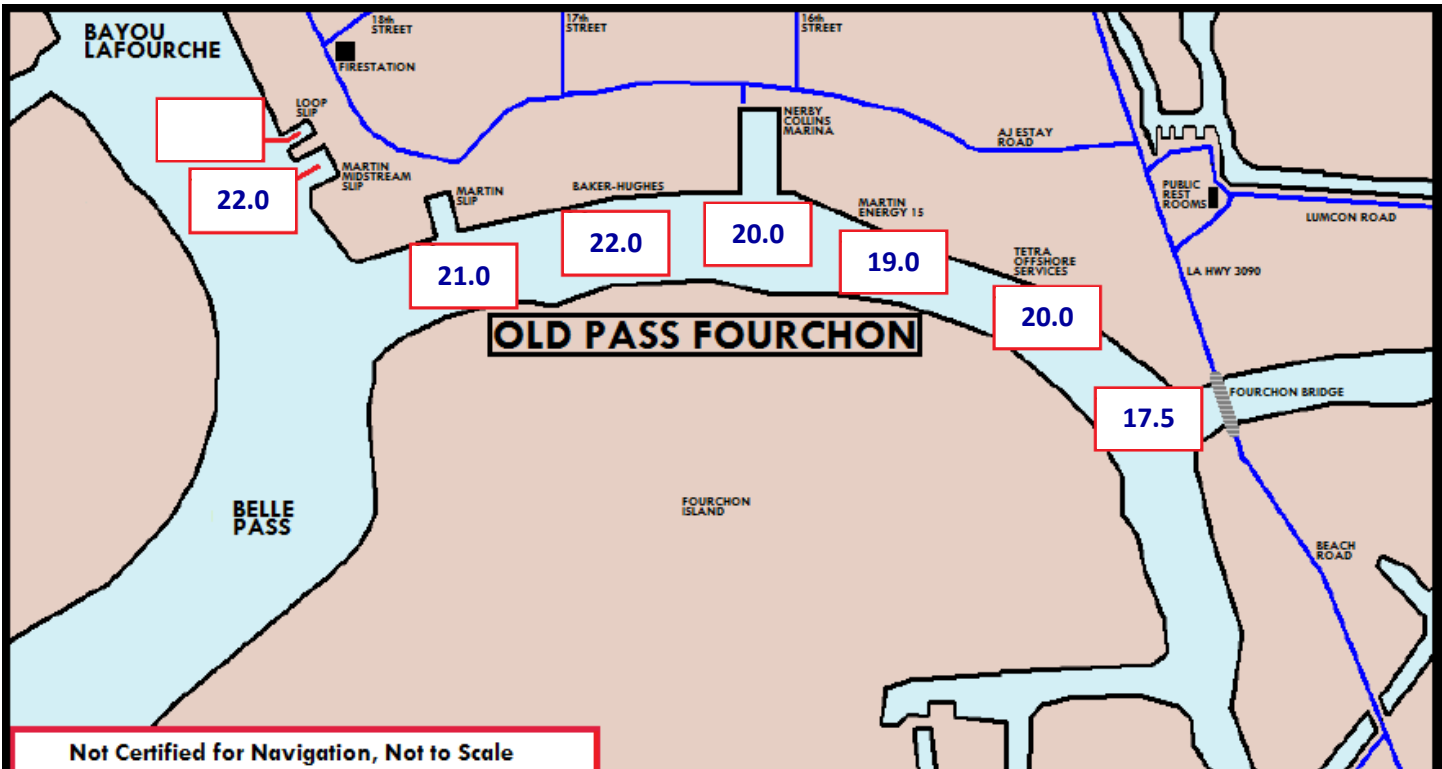 BAYOU
LAFOURCHE
18th
STREET
17th
STREET
16th
STREET
FIRESTATION
LOOP
SLIP
NERBY
COLLINS
MARINA
AJ ESTAY
ROAD
MARTIN
MIDSTREAM
SLIP
22.0
MARTIN
SLIP
BAKER-HUGHES
MARTIN
ENERGY 15
PUBLIC
REST
ROOMS
LUMCON ROAD
21.0
22.0
20.0
19.0
TETRA
OFFSHORE
SERVICES
LA HWY 3090
20.0
OLD PASS FOURCHON
17.5
FOURCHON BRIDGE
BELLE
PASS
FOURCHON
ISLAND
BEACH
ROAD
Not Certified for Navigation, Not to Scale